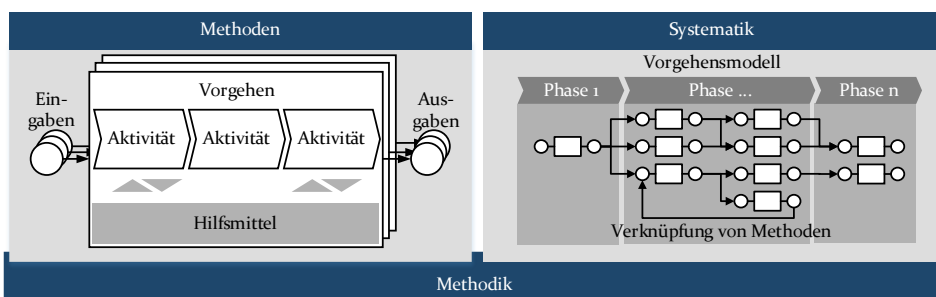 Methoden
Vorgehen
Ein-
gaben
Aktivität Aktivität Aktivität
Aus-
gaben
Hilfsmittel
Systematik
Vorgehensmodell
Phase 1 Phase ... Phase n
Verknüpfung von Methoden
Methodik